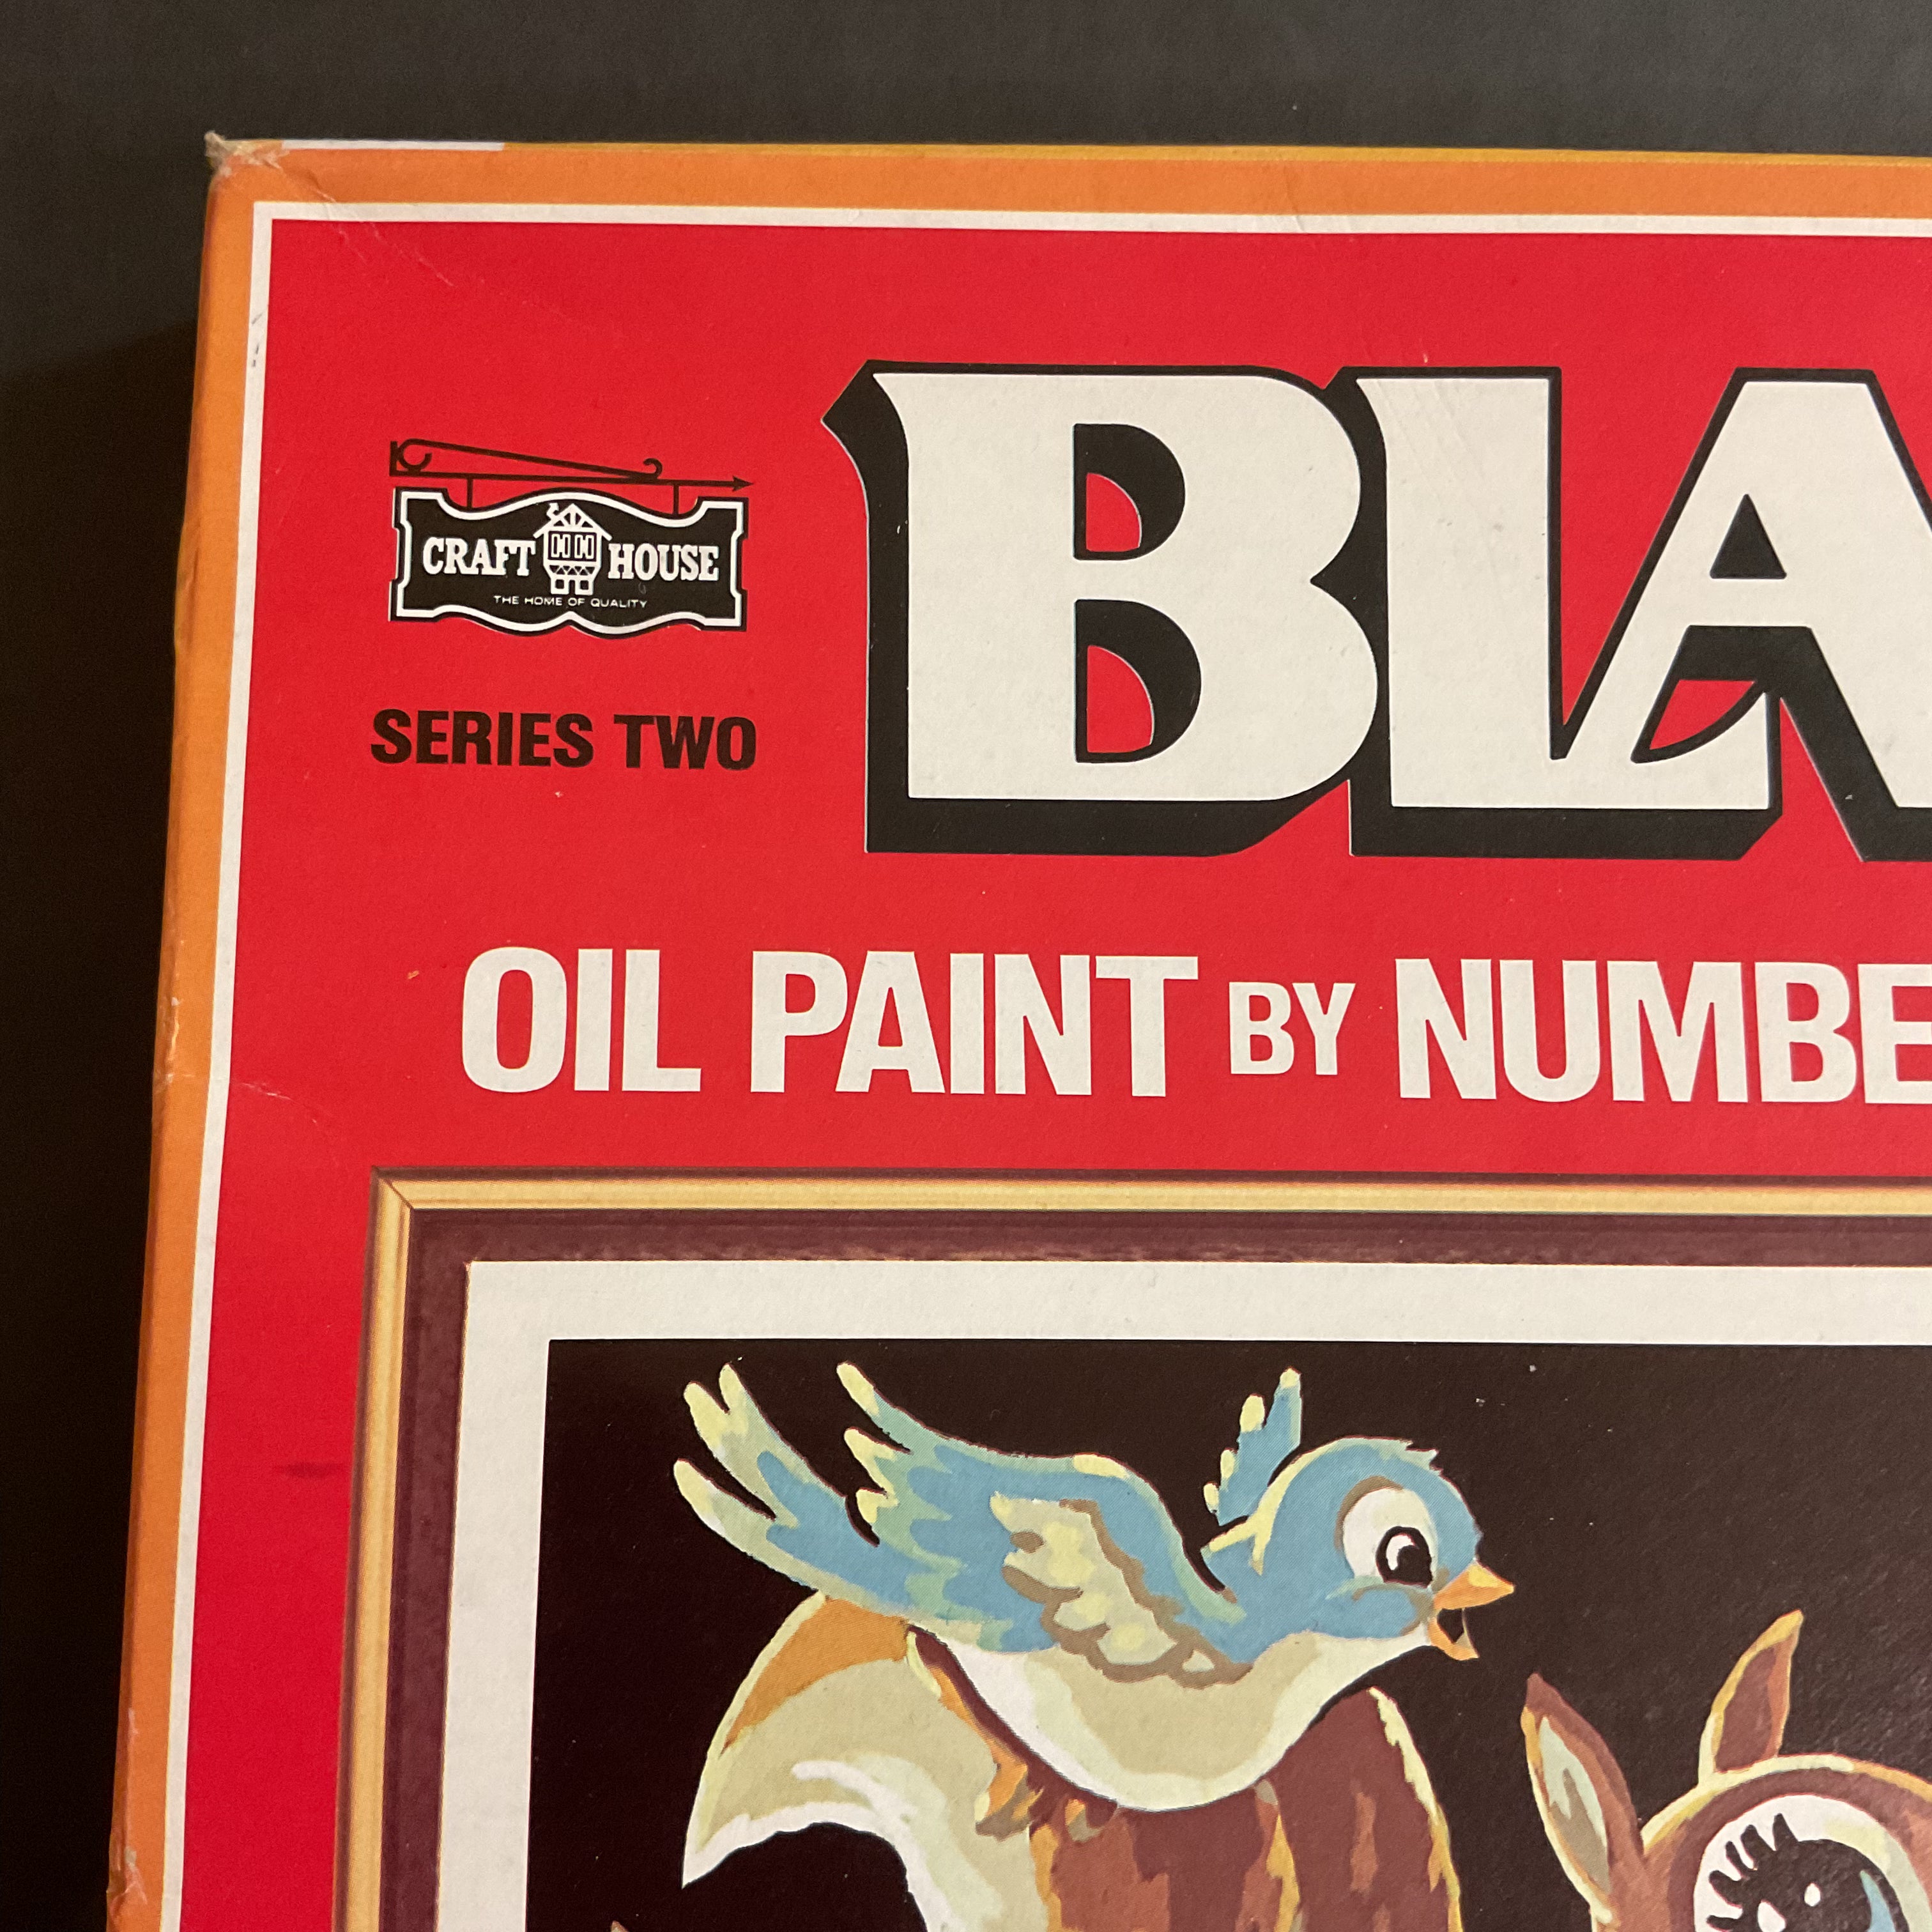 BLA
CRAFT HOUSE
THE HOME OF QUALITY
SERIES TWO
OIL PAINT BY NUMBE